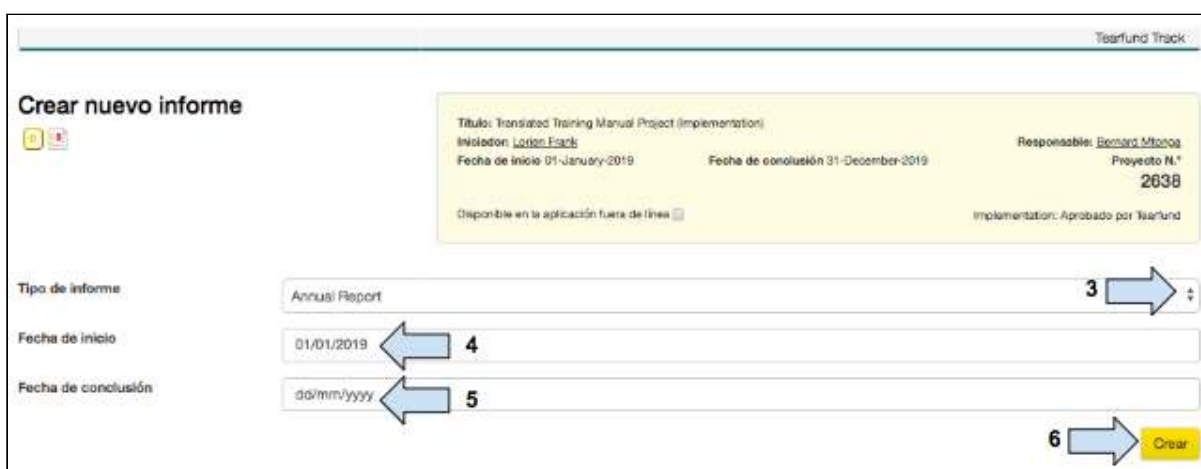 Tearfund Track
Crear nuevo informe
Título: Translated Training Manual Project (Implementation)
Iniciador: Lorien Frank
Responsable: Bernard Mtonga
Fecha de inicio 01-January-2019 Fecha de conclusión 31-December-2019
Proyecto N.º
2638
Disponible en la aplicación fuera de línea
Implementation: Aprobado por Tearfund
Tipo de informe
Annual Report
3
Fecha de inicio
01/01/2019
4
Fecha de conclusión
dd/mm/yyyy
5
6
Crear